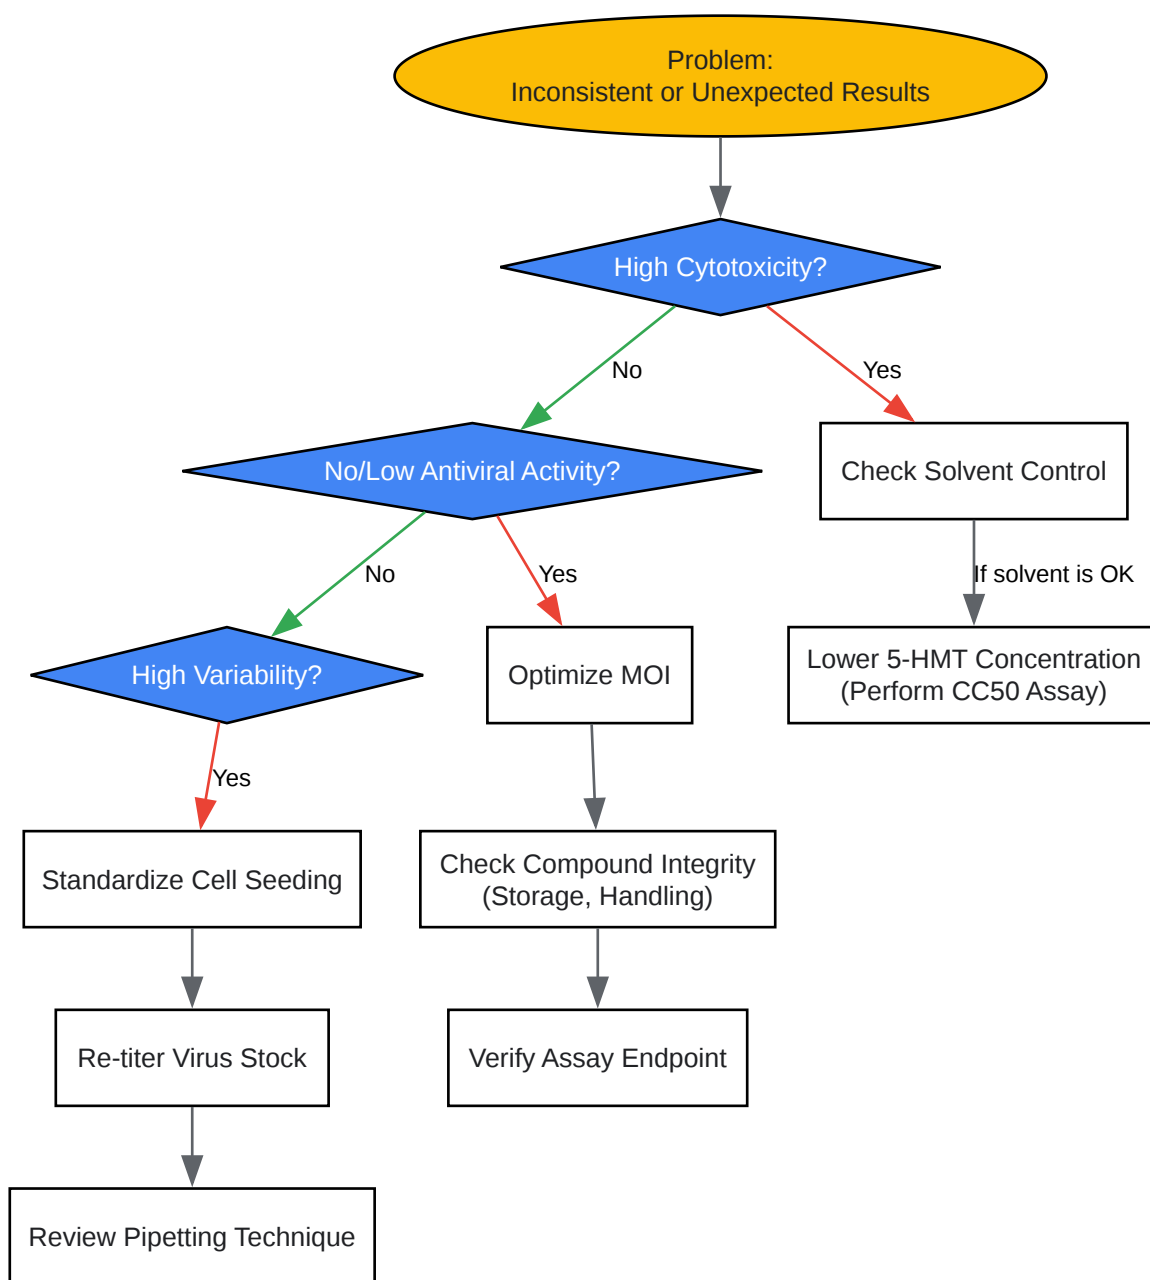 Problem:
Inconsistent or Unexpected Results
High Cytotoxicity?
No
Yes
No/Low Antiviral Activity?
Check Solvent Control
No
Yes
If solvent is OK
High Variability?
Optimize MOI
Lower 5-HMT Concentration
(Perform CC50 Assay)
Yes
Standardize Cell Seeding
Check Compound Integrity
(Storage, Handling)
Re-titer Virus Stock
Verify Assay Endpoint
Review Pipetting Technique